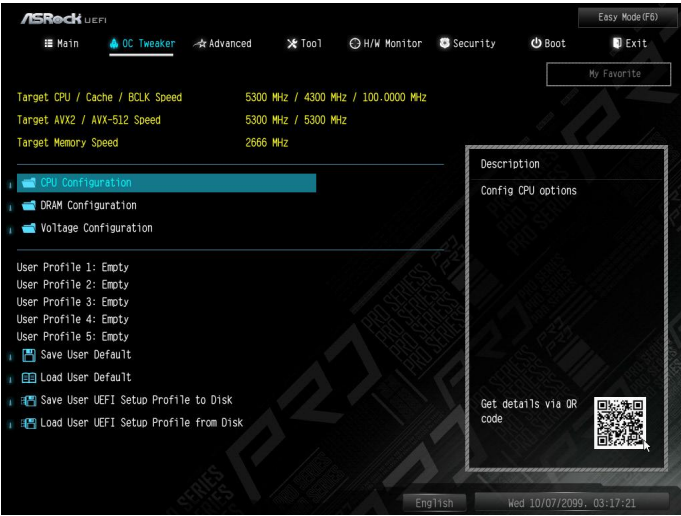 ASRock UEFI
Easy Mode(F6)
Main OC Tweaker Advanced Tool H/W Monitor Security Boot Exit
My Favorite
Target CPU / Cache / BCLK Speed 5300 MHz / 4300 MHz / 100.0000 MHz
Target AVX2 / AVX-512 Speed 5300 MHz / 5300 MHz
Target Memory Speed 2666 MHz
CPU Configuration
DRAM Configuration
Voltage Configuration
User Profile 1: Empty
User Profile 2: Empty
User Profile 3: Empty
User Profile 4: Empty
User Profile 5: Empty
Save User Default
Load User Default
Save User UEFI Setup Profile to Disk
Load User UEFI Setup Profile from Disk
Description
Config CPU options
Get details via QR
code
English
Wed 10/07/2099. 03:17:21
PRO SERIES